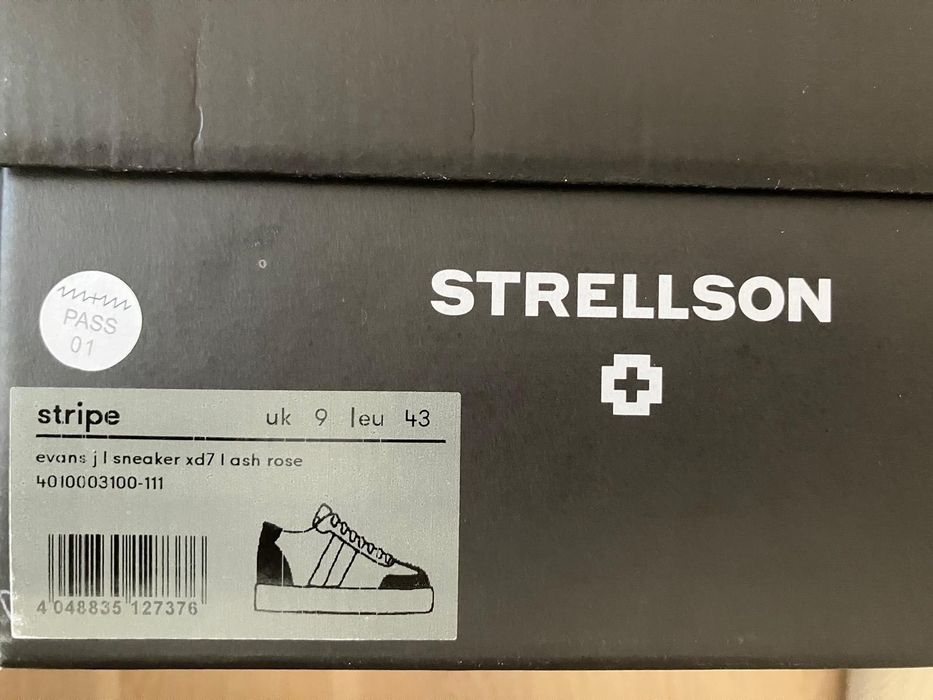 STRELLSON
PASS
01
stripe uk 9 |eu 43
evans j | sneaker xd7 | ash rose
4010003100-111
4 048835 127376